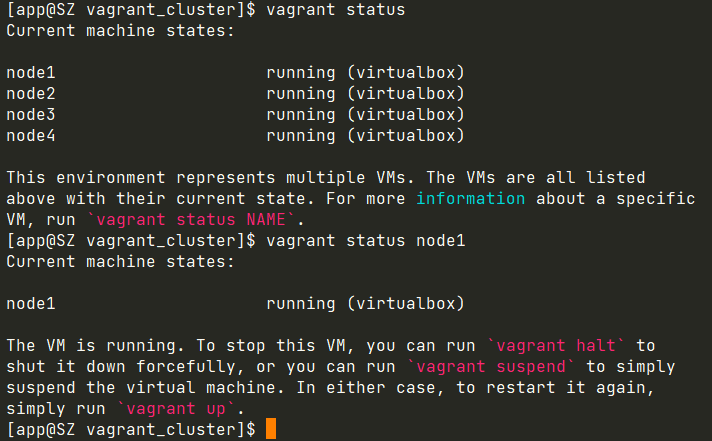 [app@SZ vagrant_cluster]$ vagrant status
Current machine states:
node1                     running (virtualbox)
node2                     running (virtualbox)
node3                     running (virtualbox)
node4                     running (virtualbox)
This environment represents multiple VMs. The VMs are all listed
above with their current state. For more information about a specific
VM, run `vagrant status NAME`.
[app@SZ vagrant_cluster]$ vagrant status node1
Current machine states:
node1                     running (virtualbox)
The VM is running. To stop this VM, you can run `vagrant halt` to
shut it down forcefully, or you can run `vagrant suspend` to simply
suspend the virtual machine. In either case, to restart it again,
simply run `vagrant up`.
[app@SZ vagrant_cluster]$